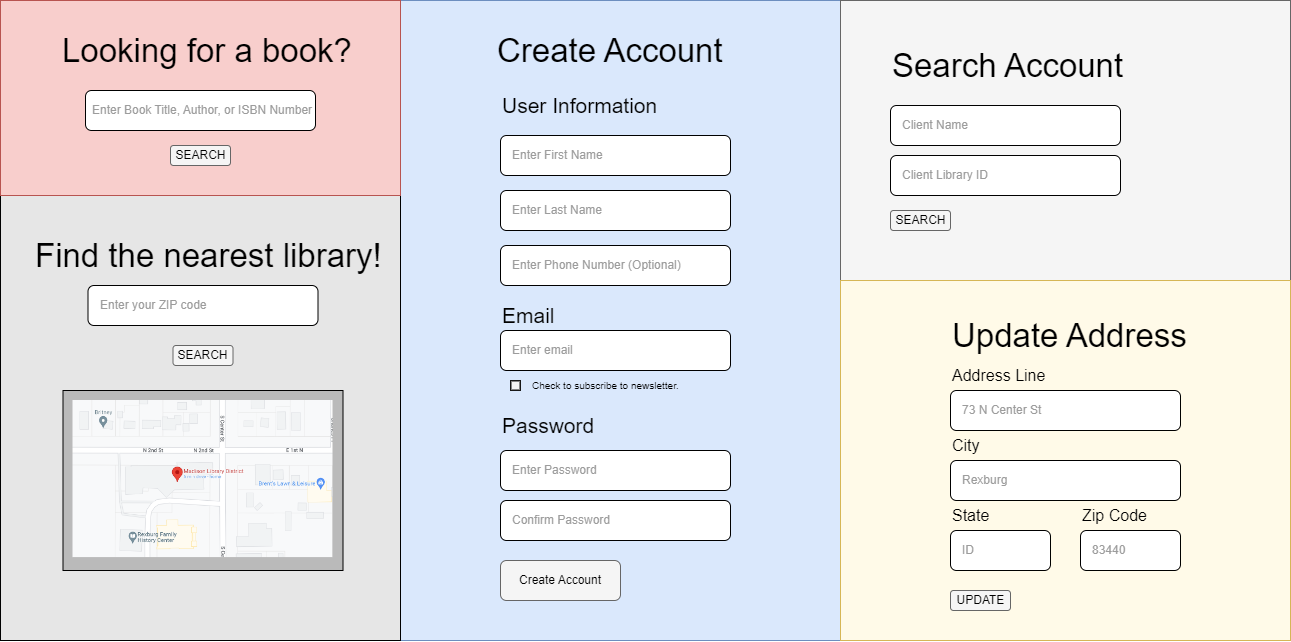 Looking for a book?
Enter Book Title, Author, or ISBN Number
SEARCH
Find the nearest library!
Enter your ZIP code
SEARCH
Britney
S Center St
N 2nd St
N 2nd St
E 1st N
Madison Library District
Brent's Lawn & Leisure
Rexburg Family
History Center
Create Account
User Information
Enter First Name
Enter Last Name
Enter Phone Number (Optional)
Email
Enter email
Check to subscribe to newsletter.
Password
Enter Password
Confirm Password
Create Account
Search Account
Client Name
Client Library ID
SEARCH
Update Address
Address Line
73 N Center St
City
Rexburg
State
Zip Code
ID
83440
UPDATE